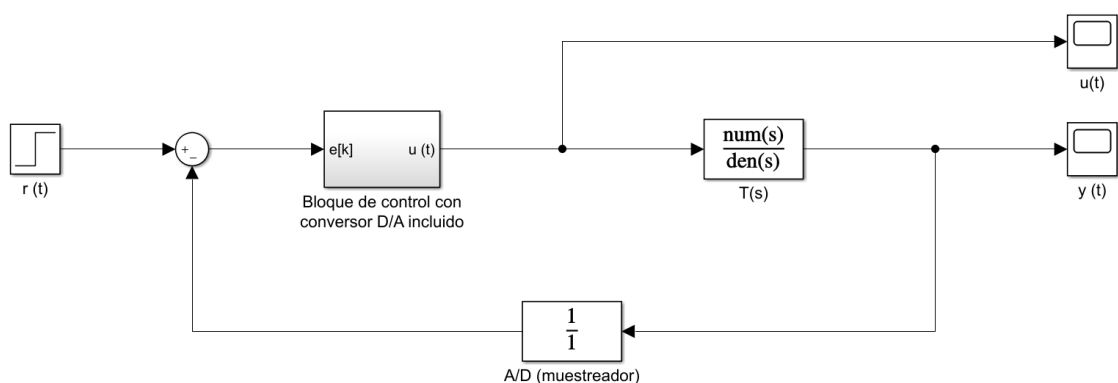 u(t)
r (t)
+
−
e[k]
u (t)
Bloque de control con
conversor D/A incluido
num(s)
den(s)
T(s)
y (t)
1
1
A/D (muestreador)